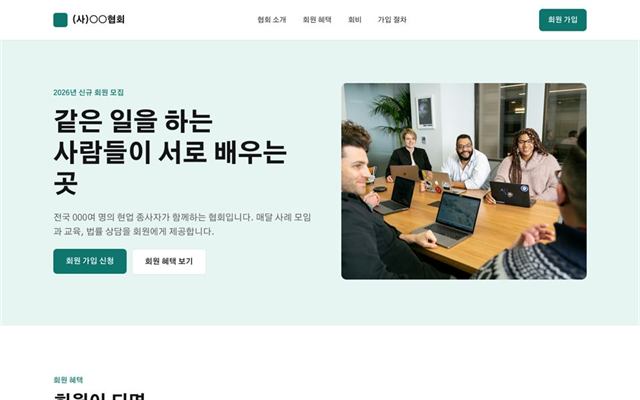 (사)○○협회
협회 소개
회원 혜택
회비
가입 절차
회원 가입
2026년 신규 회원 모집
같은 일을 하는
사람들이 서로 배우는
곳
전국 000여 명의 현업 종사자가 함께하는 협회입니다. 매달 사례 모임
과 교육, 법률 상담을 회원에게 제공합니다.
회원 가입 신청
회원 혜택 보기
회원 혜택
회원이 되면